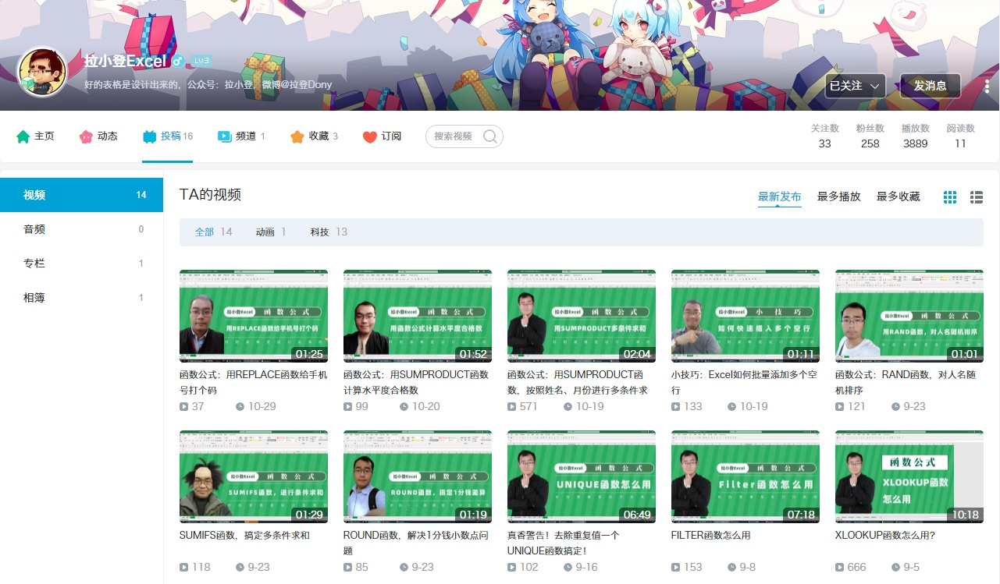 拉小登Excel LV3
好的表格是设计出来的，公众号：拉小登，微博@拉登Dony
已关注 发消息
主页 动态 投稿 16 频道 1 收藏 3 订阅 搜索视频
关注数 粉丝数 播放数 阅读数
33 258 3889 11
视频 14
音频 0
专栏 1
相簿 1
TA的视频
最新发布 最多播放 最多收藏
全部 14 动画 1 科技 13
拉小登Excel 函数公式
用REPLACE函数给手机号打个码
01:25
拉小登Excel 函数公式
用函数公式计算水平度合格数
01:52
拉小登Excel 函数公式
用SUMPRODUCT多条件求和
02:04
拉小登Excel 小技巧
如何快速插入多个空行
01:11
拉小登Excel 函数公式
用RAND函数，对人名随机排序
01:01
函数公式：用REPLACE函数给手机
号打个码
37 10-29
函数公式：用SUMPRODUCT函数
计算水平度合格数
99 10-20
函数公式：用SUMPRODUCT函
数，按照姓名、月份进行多条件求
571 10-19
小技巧：Excel如何批量添加多个空
行
133 10-19
函数公式：RAND函数，对人名随
机排序
121 9-23
拉小登Excel 函数公式
SUMIFS函数，进行条件求和
01:29
拉小登Excel 函数公式
ROUND函数，搞定1分钱差异
01:19
拉小登Excel 函数公式
UNIQUE函数怎么用
06:49
拉小登Excel 函数公式
Filter函数怎么用
07:18
函数公式
XLOOKUP函数
怎么用
10:18
SUMIFS函数，搞定多条件求和
118 9-23
ROUND函数，解决1分钱小数点问
题
85 9-23
真香警告！去除重复值一个
UNIQUE函数搞定！
102 9-16
FILTER函数怎么用
153 9-8
XLOOKUP函数怎么用?
666 9-5